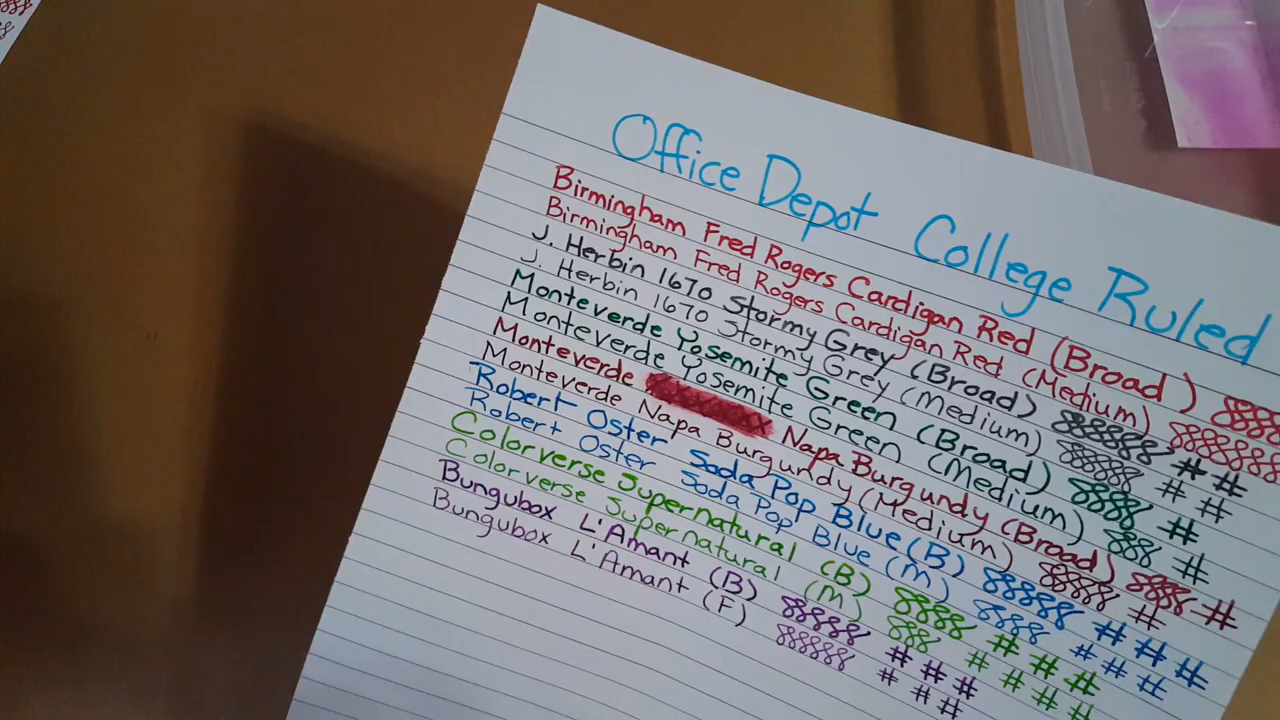 Office Depot College Ruled
Birmingham Fred Rogers Cardigan Red (Broad)
Birmingham Fred Rogers Cardigan Red (Medium)
J. Herbin 1670 Stormy Grey (Broad) # #
J. Herbin 1670 Stormy Grey (Medium) # #
Monteverde Yosemite Green (Broad) #
Monteverde Yosemite Green (Medium) #
Monteverde Napa Burgundy (Broad) #
Monteverde Napa Burgundy (Medium) #
Robert Oster Soda Pop Blue (B) # # #
Robert Oster Soda Pop Blue (M) # # #
Colorverse Supernatural (B) # # #
Colorverse Supernatural (M) # # # #
Bungubox L'Amant (B) # # #
Bungubox L'Amant (F) # # #